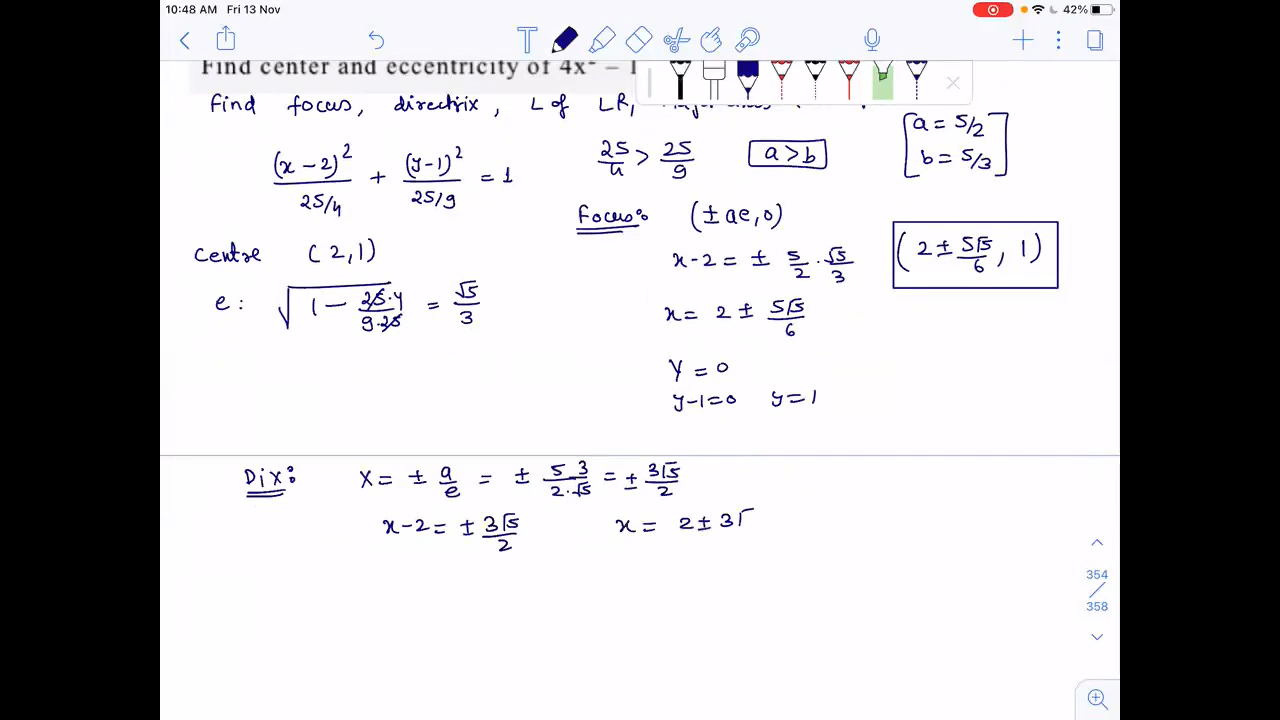 10:48 AM Fri 13 Nov
42%
Find center and eccentricity of 4x² –
Find focus, directrix, L of LR,
(x-2)²/25/4 + (y-1)²/25/9 = 1
25/4 > 25/9
a>b
[a = 5/2
b = 5/3]
Centre (2,1)
e: √(1 - 25·4/9·25) = √5/3
Focus: (±ae, 0)
x-2 = ± 5/2 · √5/3
x = 2 ± 5√5/6
(2 ± 5√5/6, 1)
Y = 0
y-1=0 y=1
Dix: X = ± a/e = ± 5·3/2·√5 = ± 3√5/2
x-2 = ± 3√5/2 x = 2 ± 3√
354
/
358